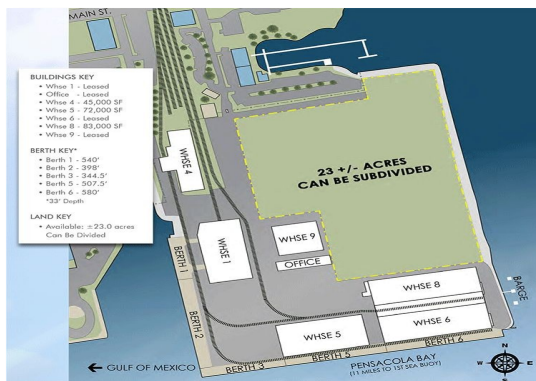 MAIN ST.
BUILDINGS KEY
• Whse 1 - Leased
• Office - Leased
• Whse 4 - 45,000 SF
• Whse 5 - 72,000 SF
• Whse 6 - Leased
• Whse 8 - 83,000 SF
• Whse 9 - Leased
BERTH KEY*
• Berth 1 - 540'
• Berth 2 - 398'
• Berth 3 - 344.5'
• Berth 5 - 507.5'
• Berth 6 - 580'
*33' Depth
LAND KEY
• Available: ±23.0 acres
Can Be Divided
WHSE 4
23 +/- ACRES
CAN BE SUBDIVIDED
BERTH 1
WHSE 1
WHSE 9
OFFICE
WHSE 8
BARGE
BERTH 2
WHSE 5
WHSE 6
BERTH 3
BERTH 5
BERTH 6
GULF OF MEXICO
PENSACOLA BAY
(11 MILES TO 1ST SEA BUOY)
N
W
E
S